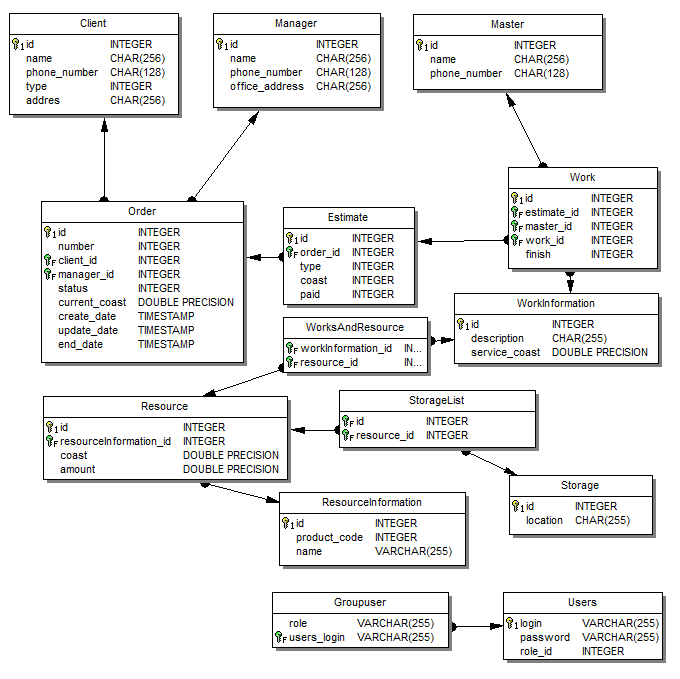 Client
id INTEGER
name CHAR(256)
phone_number CHAR(128)
type INTEGER
addres CHAR(256)
Manager
id INTEGER
name CHAR(256)
phone_number CHAR(128)
office_address CHAR(256)
Master
id INTEGER
name CHAR(256)
phone_number CHAR(128)
Work
id INTEGER
estimate_id INTEGER
master_id INTEGER
work_id INTEGER
finish INTEGER
Order
id INTEGER
number INTEGER
client_id INTEGER
manager_id INTEGER
status INTEGER
current_coast DOUBLE PRECISION
create_date TIMESTAMP
update_date TIMESTAMP
end_date TIMESTAMP
Estimate
id INTEGER
order_id INTEGER
type INTEGER
coast INTEGER
paid INTEGER
WorkInformation
id INTEGER
description CHAR(255)
service_coast DOUBLE PRECISION
WorksAndResource
workInformation_id IN...
resource_id IN...
Resource
id INTEGER
resourceInformation_id INTEGER
coast DOUBLE PRECISION
amount DOUBLE PRECISION
StorageList
id INTEGER
resource_id INTEGER
Storage
id INTEGER
location CHAR(255)
ResourceInformation
id INTEGER
product_code INTEGER
name VARCHAR(255)
Groupuser
role VARCHAR(255)
users_login VARCHAR(255)
Users
login VARCHAR(255)
password VARCHAR(255)
role_id INTEGER